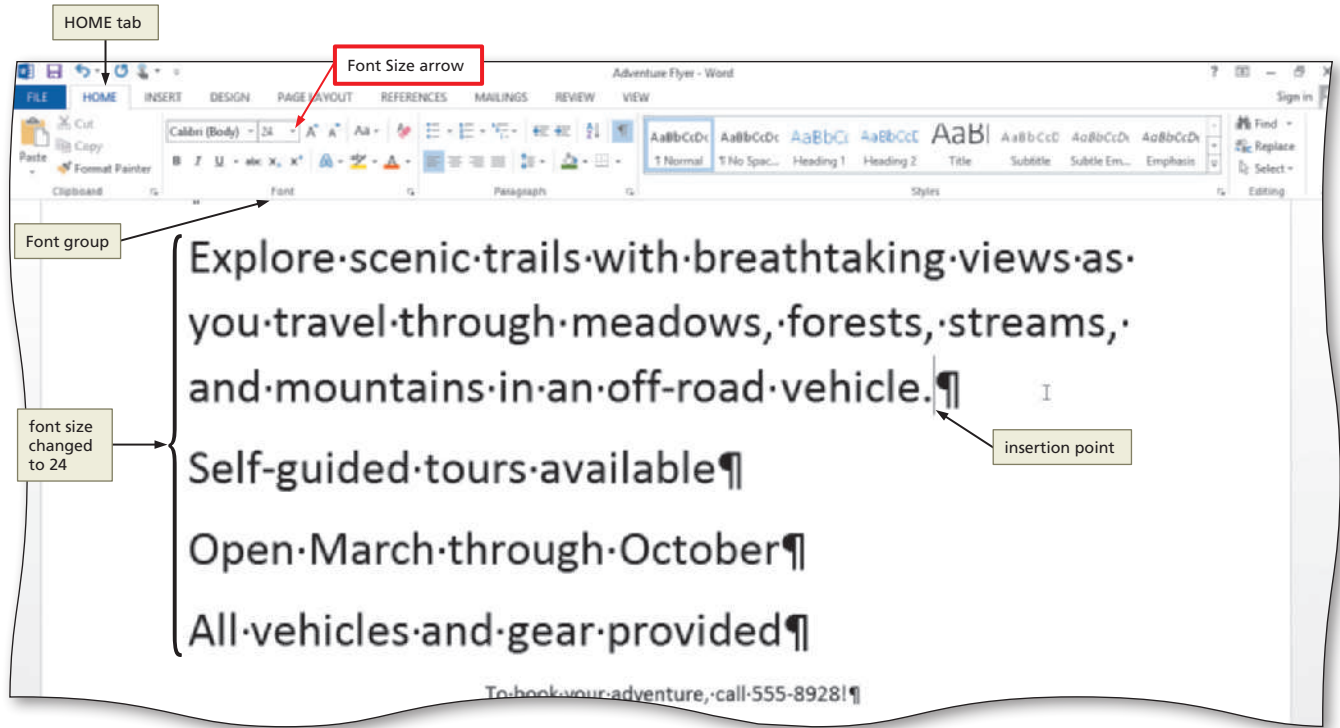 HOME tab
Font Size arrow
Adventure Flyer - Word
FILE HOME INSERT DESIGN PAGE LAYOUT REFERENCES MAILINGS REVIEW VIEW Sign in
Cut
Copy
Format Painter
Paste
Clipboard
Calibri (Body) 24
Font
Paragraph
AaBbCcDc AaBbCcDc AaBbCc AaBbCcD AaBl AaBbCcD AaBbCcDc AaBbCcDc
¶ Normal ¶ No Spac... Heading 1 Heading 2 Title Subtitle Subtle Em... Emphasis
Styles
Find
Replace
Select
Editing
Font group
Explore·scenic·trails·with·breathtaking·views·as·
you·travel·through·meadows,·forests,·streams,·
and·mountains·in·an·off-road·vehicle.¶
font size
changed
to 24
insertion point
Self-guided·tours·available¶
Open·March·through·October¶
All·vehicles·and·gear·provided¶
To·book·your·adventure,·call·555-8928!¶